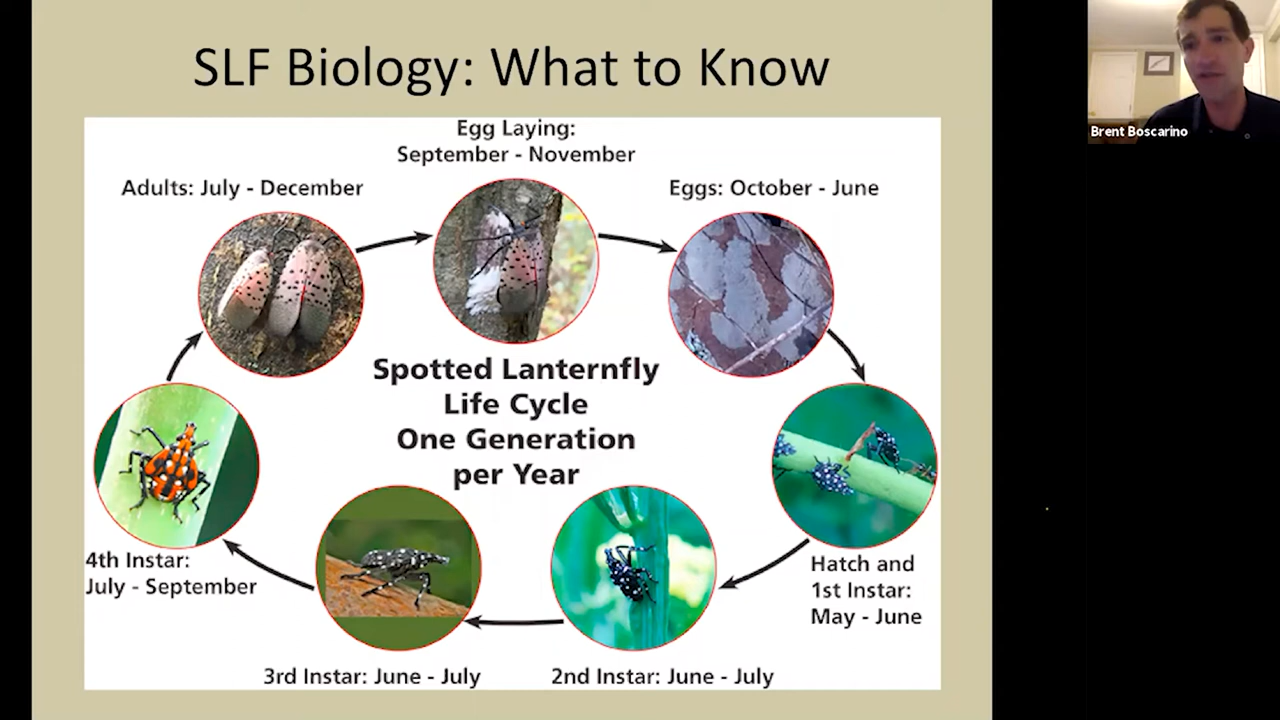 SLF Biology: What to Know
Egg Laying:
September - November
Adults: July - December
Eggs: October - June
Spotted Lanternfly
Life Cycle
One Generation
per Year
4th Instar:
July - September
Hatch and
1st Instar:
May - June
3rd Instar: June - July
2nd Instar: June - July
Brent Boscarino